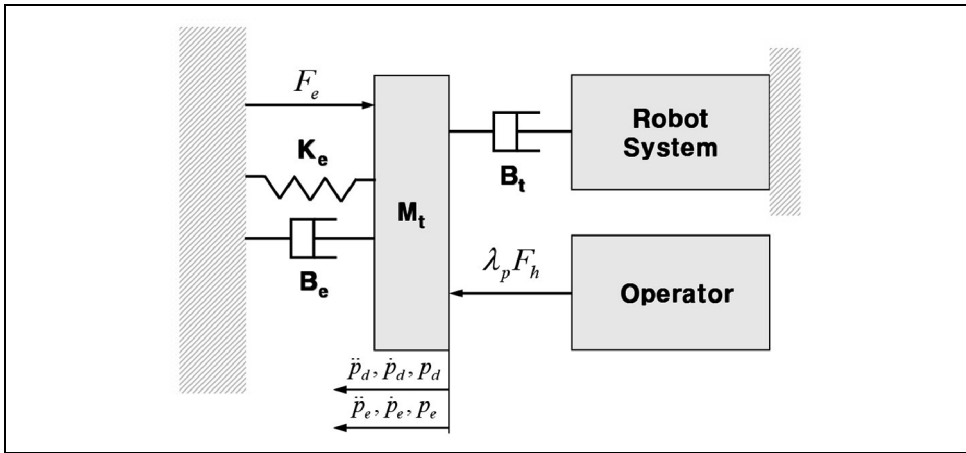 F_e
K_e
B_e
M_t
B_t
Robot
System
λ_p F_h
Operator
p̈_d, ṗ_d, p_d
p̈_e, ṗ_e, p_e